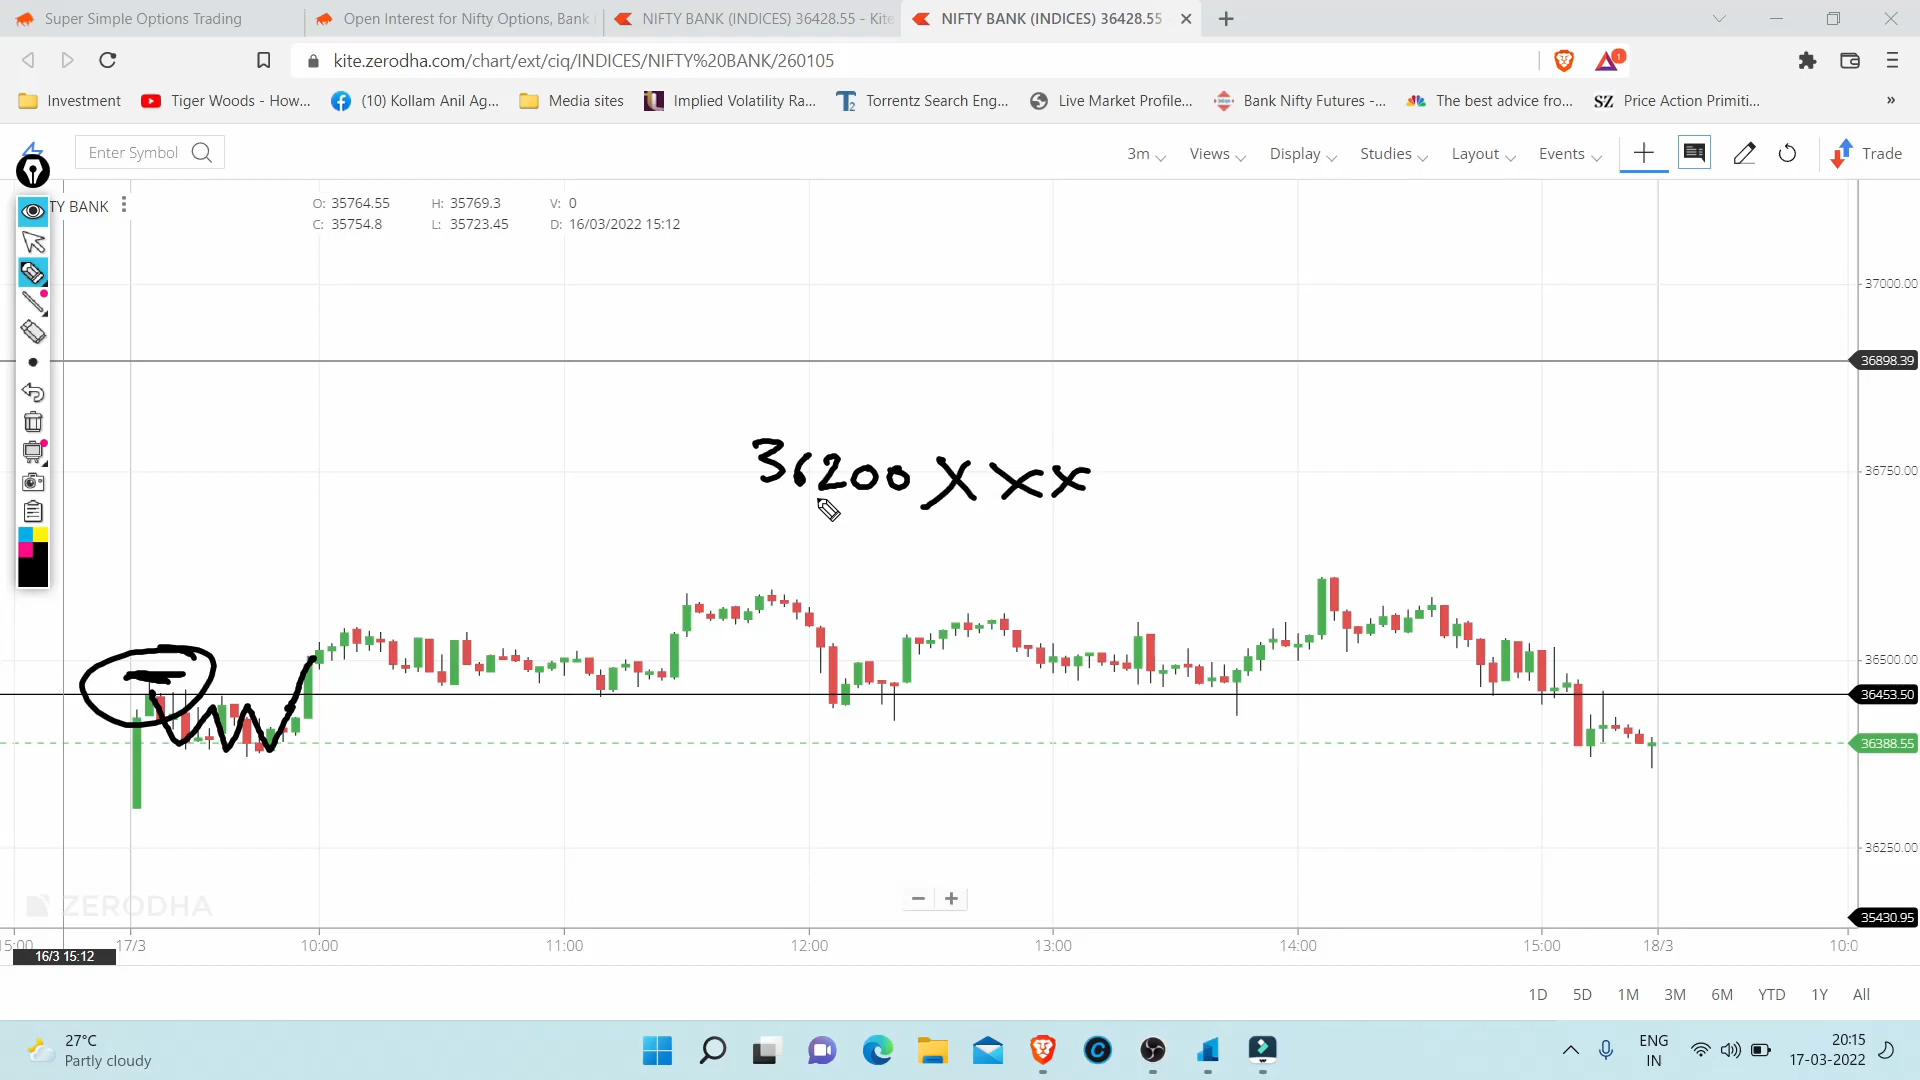 Super Simple Options Trading
Open Interest for Nifty Options, Bank
NIFTY BANK (INDICES) 36428.55 - Kite
NIFTY BANK (INDICES) 36428.55
kite.zerodha.com/chart/ext/ciq/INDICES/NIFTY%20BANK/260105
1
Investment
Tiger Woods - How...
(10) Kollam Anil Ag...
Media sites
Implied Volatility Ra...
Torrentz Search Eng...
Live Market Profile...
Bank Nifty Futures -...
The best advice fro...
SZ Price Action Primiti...
»
Enter Symbol
3m Views Display Studies Layout Events Trade
TY BANK
O: 35764.55 H: 35769.3 V: 0
C: 35754.8 L: 35723.45 D: 16/03/2022 15:12
37000.00
36898.39
36200 X X X
36750.00
36500.00
36453.50
36388.55
36250.00
ZERODHA
35430.95
5:00 17/3 10:00 11:00 12:00 13:00 14:00 15:00 18/3 10:0
16/3 15:12
1D 5D 1M 3M 6M YTD 1Y All
27°C
Partly cloudy
ENG
IN
20:15
17-03-2022